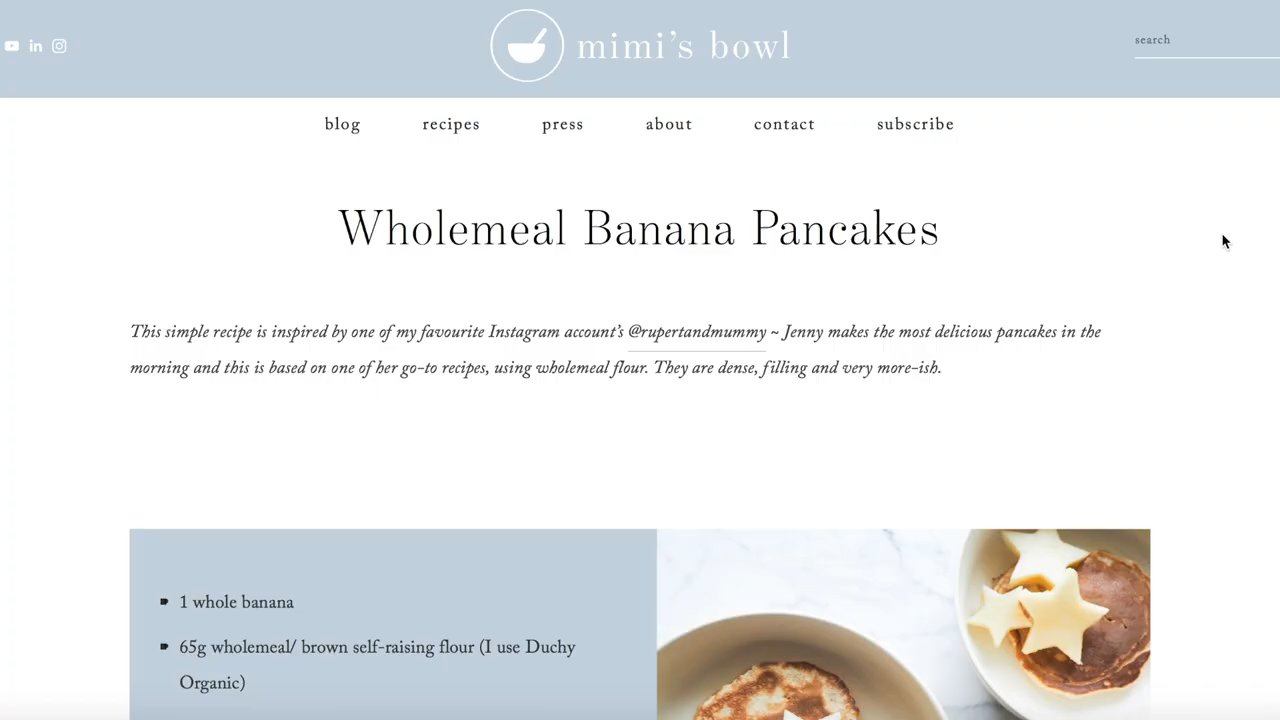 mimi's bowl
search
blog recipes press about contact subscribe
Wholemeal Banana Pancakes
This simple recipe is inspired by one of my favourite Instagram account's @rupertandmummy ~ Jenny makes the most delicious pancakes in the
morning and this is based on one of her go-to recipes, using wholemeal flour. They are dense, filling and very more-ish.
1 whole banana
65g wholemeal/ brown self-raising flour (I use Duchy
Organic)